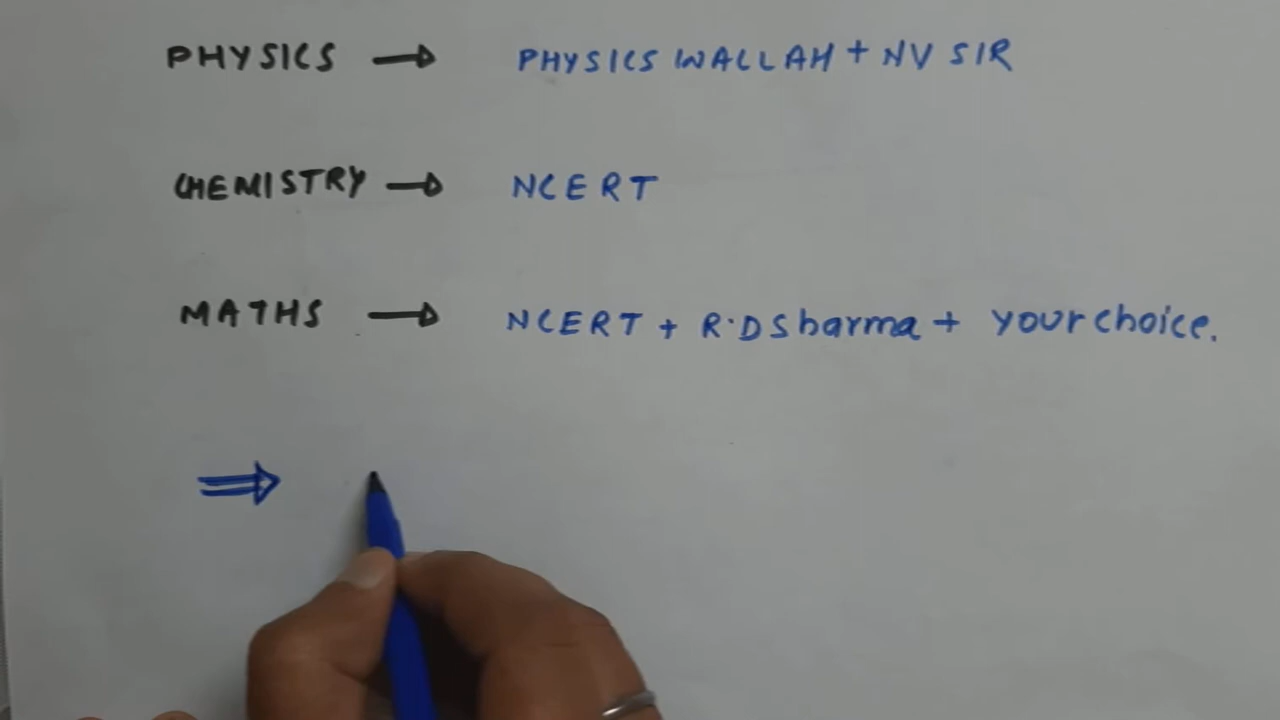 PHYSICS → PHYSICS WALLAH + NV SIR
CHEMISTRY → NCERT
MATHS → NCERT + R.D Sharma + your choice.
⇒